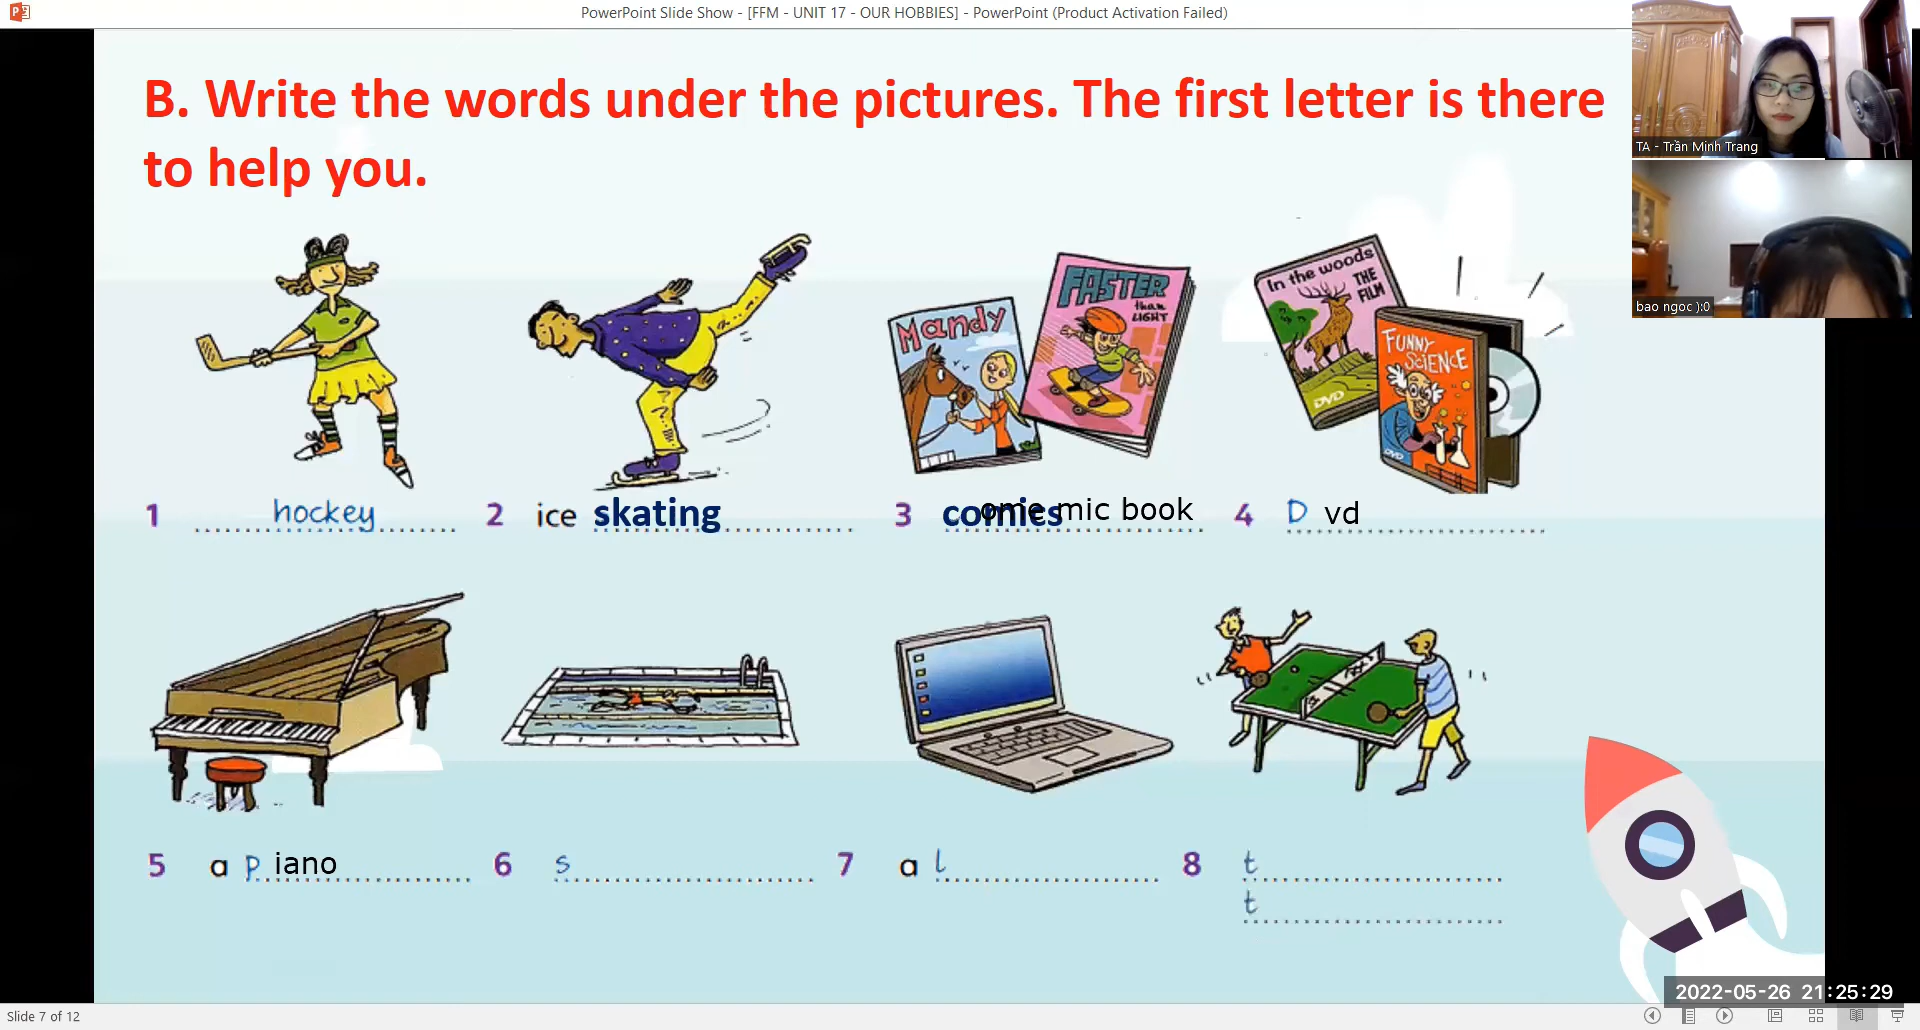 PowerPoint Slide Show - [FFM - UNIT 17 - OUR HOBBIES] - PowerPoint (Product Activation Failed)
B. Write the words under the pictures. The first letter is there
to help you.
TA - Trần Minh Trang
bao ngoc ):0
Mandy
FASTER
than
LIGHT
In the woods
THE
FILM
DVD
FUNNY
SCIENCE
DVD
1 hockey 2 ice skating 3 comics mic book 4 D vd
5 a p iano 6 s 7 a l 8 t
t
2022-05-26 21:25:29
Slide 7 of 12